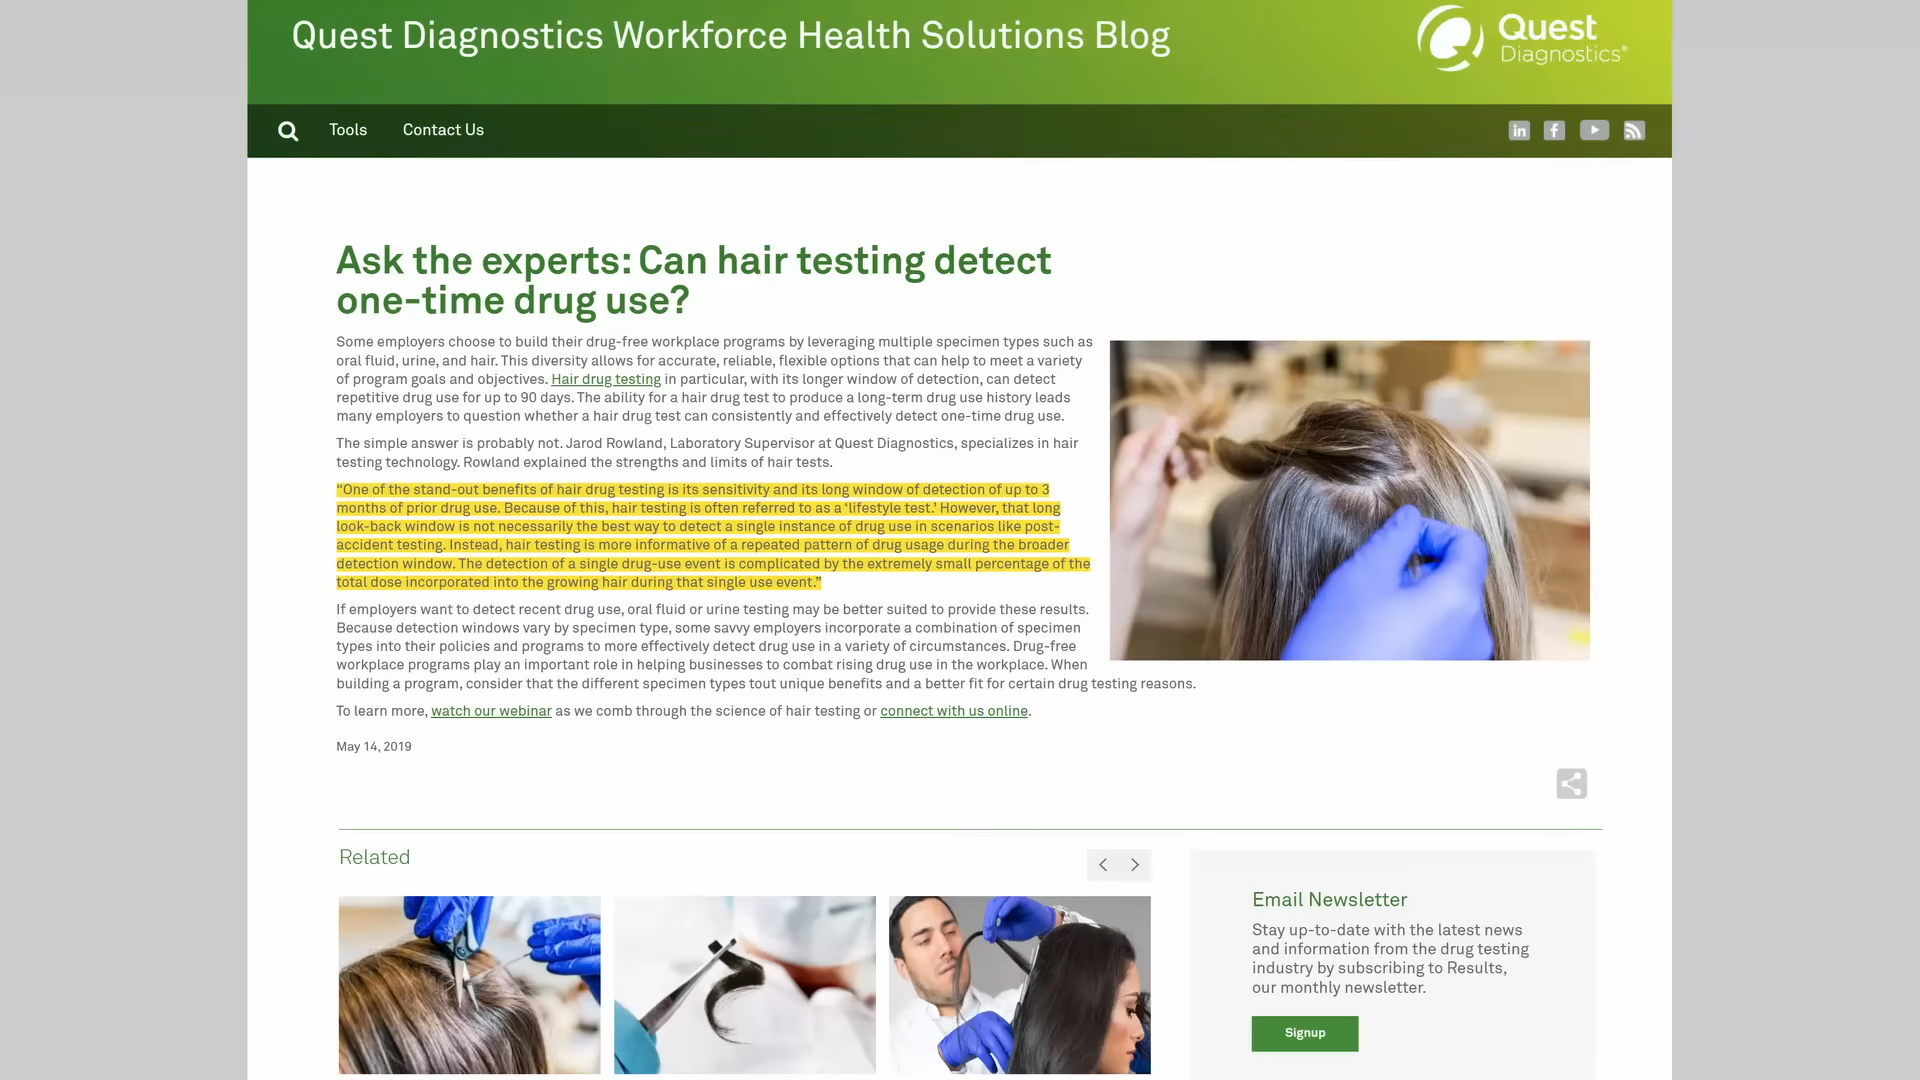 Quest Diagnostics Workforce Health Solutions Blog
Quest
Diagnostics®
Tools
Contact Us
Ask the experts: Can hair testing detect
one-time drug use?
Some employers choose to build their drug-free workplace programs by leveraging multiple specimen types such as
oral fluid, urine, and hair. This diversity allows for accurate, reliable, flexible options that can help to meet a variety
of program goals and objectives. Hair drug testing in particular, with its longer window of detection, can detect
repetitive drug use for up to 90 days. The ability for a hair drug test to produce a long-term drug use history leads
many employers to question whether a hair drug test can consistently and effectively detect one-time drug use.
The simple answer is probably not. Jarod Rowland, Laboratory Supervisor at Quest Diagnostics, specializes in hair
testing technology. Rowland explained the strengths and limits of hair tests.
“One of the stand-out benefits of hair drug testing is its sensitivity and its long window of detection of up to 3
months of prior drug use. Because of this, hair testing is often referred to as a ‘lifestyle test.’ However, that long
look-back window is not necessarily the best way to detect a single instance of drug use in scenarios like post-
accident testing. Instead, hair testing is more informative of a repeated pattern of drug usage during the broader
detection window. The detection of a single drug-use event is complicated by the extremely small percentage of the
total dose incorporated into the growing hair during that single use event.”
If employers want to detect recent drug use, oral fluid or urine testing may be better suited to provide these results.
Because detection windows vary by specimen type, some savvy employers incorporate a combination of specimen
types into their policies and programs to more effectively detect drug use in a variety of circumstances. Drug-free
workplace programs play an important role in helping businesses to combat rising drug use in the workplace. When
building a program, consider that the different specimen types tout unique benefits and a better fit for certain drug testing reasons.
To learn more, watch our webinar as we comb through the science of hair testing or connect with us online.
May 14, 2019
Related
Email Newsletter
Stay up-to-date with the latest news
and information from the drug testing
industry by subscribing to Results,
our monthly newsletter.
Signup